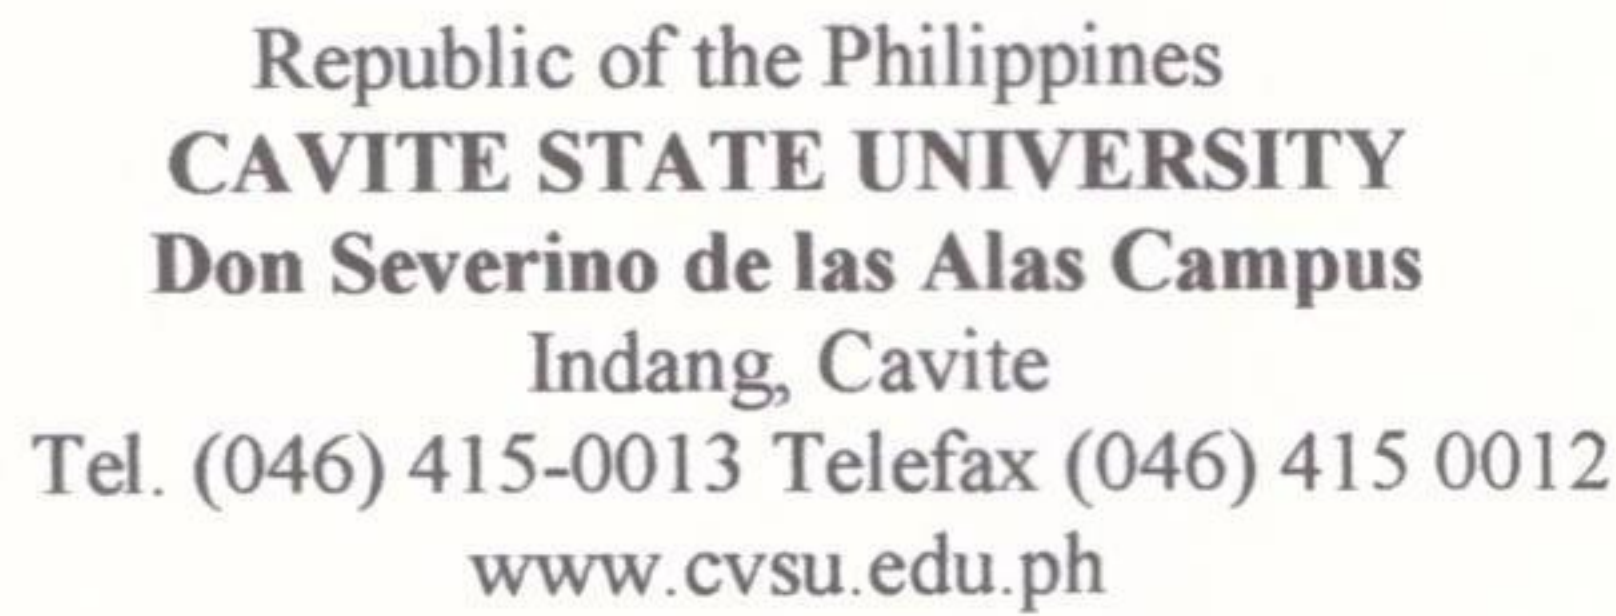 Republic of the Philippines
CAVITE STATE UNIVERSITY
Don Severino de las Alas Campus
Indang, Cavite
Tel. (046) 415-0013 Telefax (046) 415 0012
www.cvsu.edu.ph